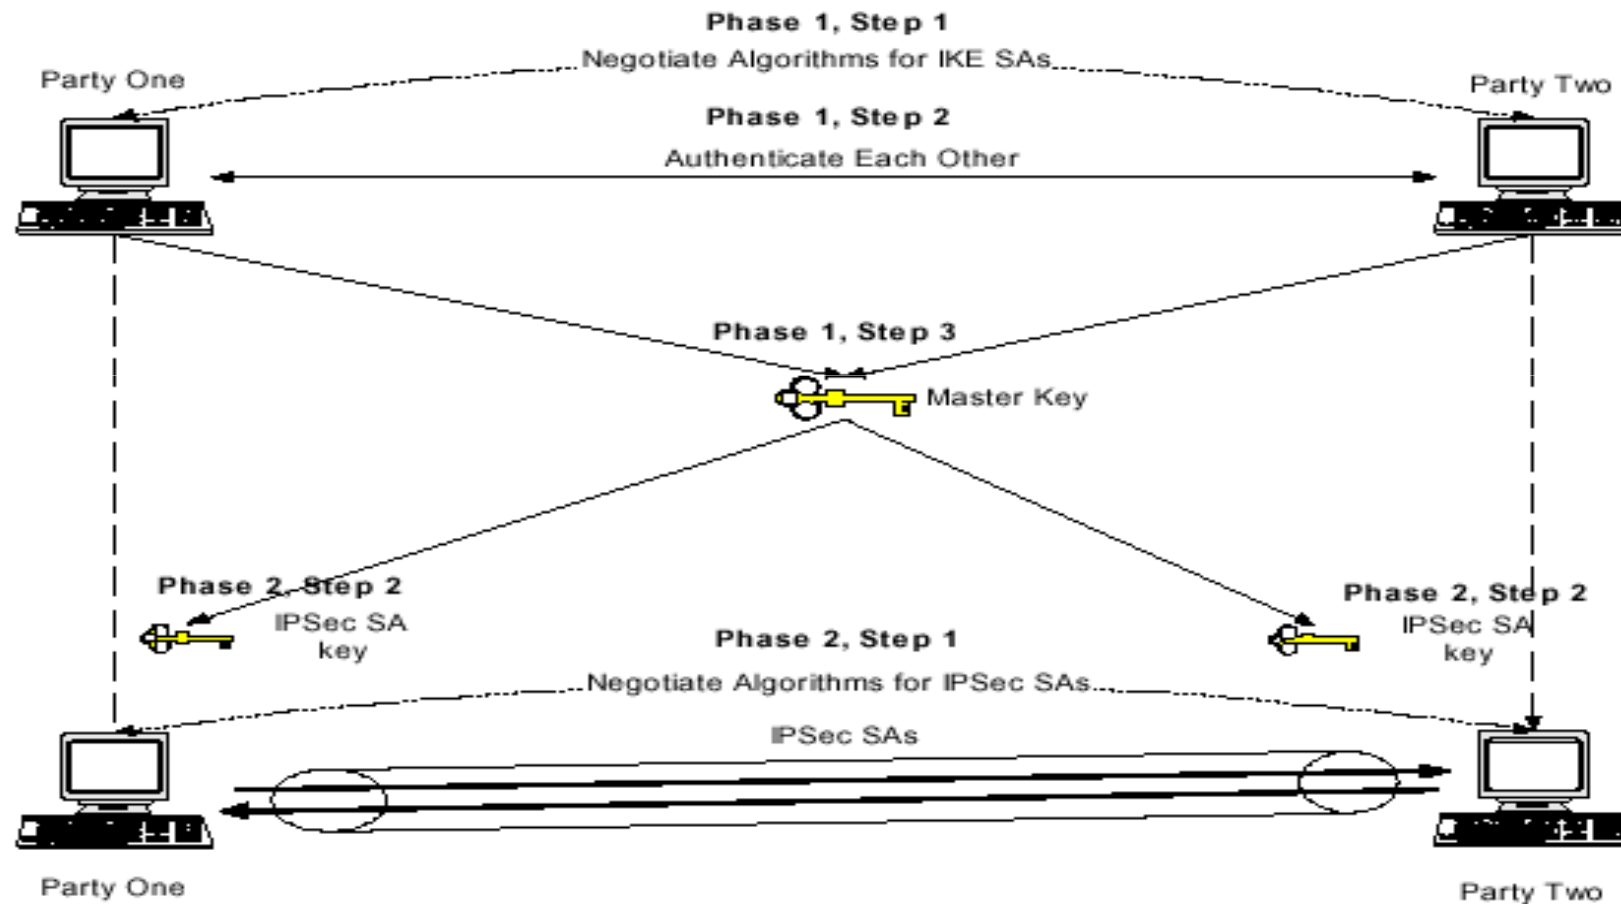 Phase 1, Step 1
Negotiate Algorithms for IKE SAs
Party One
Party Two
Phase 1, Step 2
Authenticate Each Other
Phase 1, Step 3
Master Key
Phase 2, Step 2
IPSec SA
key
Phase 2, Step 2
IPSec SA
key
Phase 2, Step 1
Negotiate Algorithms for IPSec SAs
IPSec SAs
Party One
Party Two